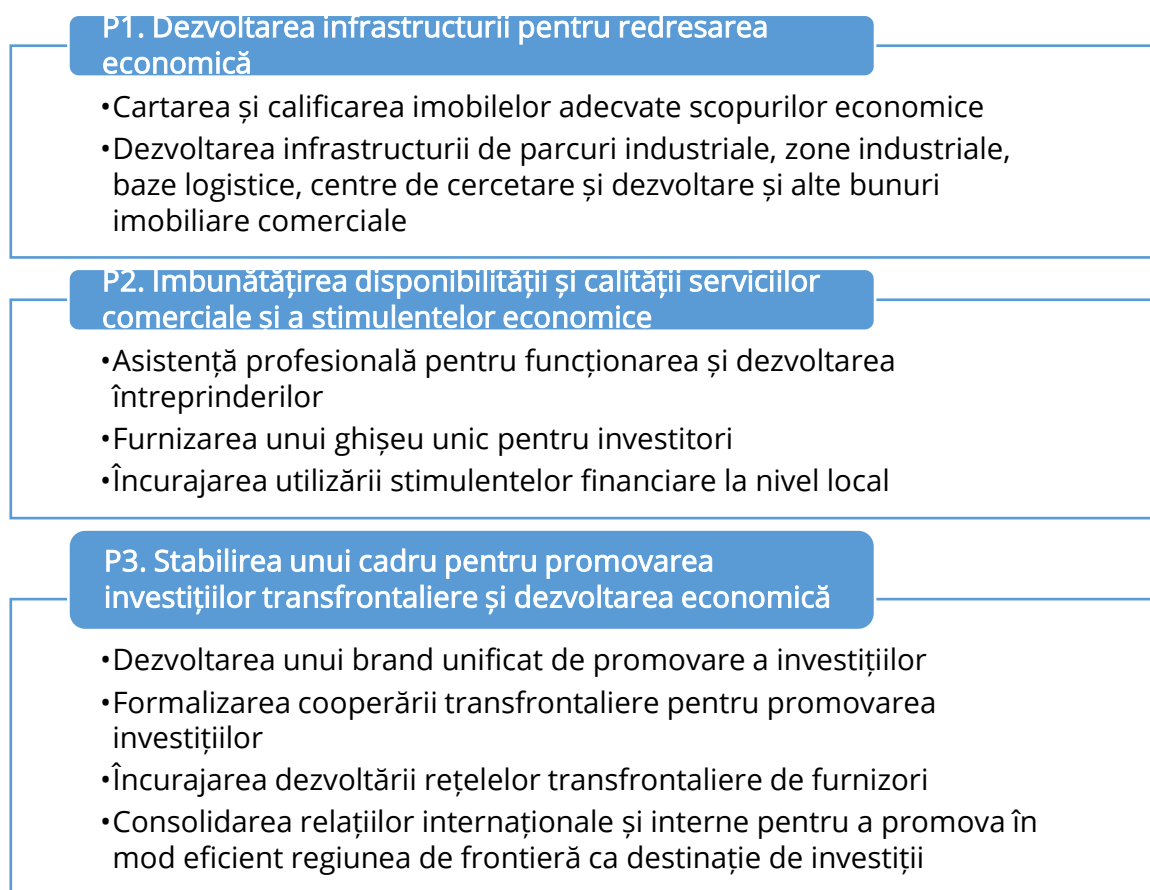 P1. Dezvoltarea infrastructurii pentru redresarea
economică
•Cartarea și calificarea imobilelor adecvate scopurilor economice
•Dezvoltarea infrastructurii de parcuri industriale, zone industriale,
baze logistice, centre de cercetare și dezvoltare și alte bunuri
imobiliare comerciale
P2. Îmbunătățirea disponibilității și calității serviciilor
comerciale și a stimulentelor economice
•Asistență profesională pentru funcționarea și dezvoltarea
întreprinderilor
•Furnizarea unui ghișeu unic pentru investitori
•Încurajarea utilizării stimulentelor financiare la nivel local
P3. Stabilirea unui cadru pentru promovarea
investițiilor transfrontaliere și dezvoltarea economică
•Dezvoltarea unui brand unificat de promovare a investițiilor
•Formalizarea cooperării transfrontaliere pentru promovarea
investițiilor
•Încurajarea dezvoltării rețelelor transfrontaliere de furnizori
•Consolidarea relațiilor internaționale și interne pentru a promova în
mod eficient regiunea de frontieră ca destinație de investiții